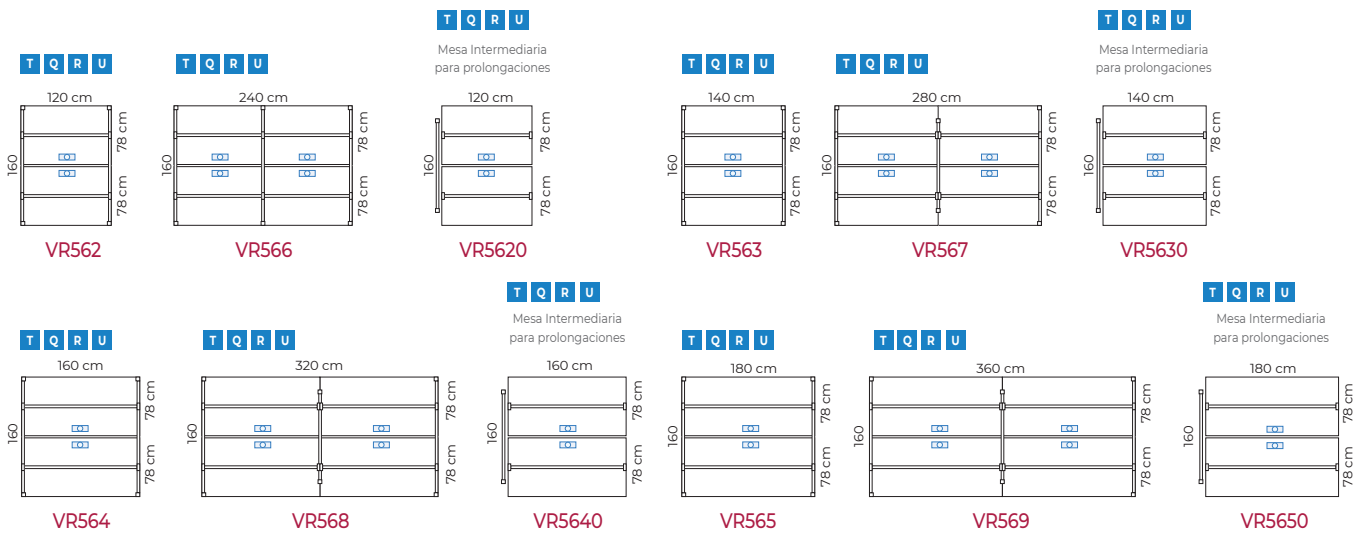 T Q R U
120 cm
160
78 cm
78 cm
VR562
T Q R U
240 cm
160
78 cm
78 cm
VR566
T Q R U
Mesa Intermediaria
para prolongaciones
120 cm
160
78 cm
78 cm
VR5620
T Q R U
140 cm
160
78 cm
78 cm
VR563
T Q R U
280 cm
160
78 cm
78 cm
VR567
T Q R U
Mesa Intermediaria
para prolongaciones
140 cm
160
78 cm
78 cm
VR5630
T Q R U
160 cm
160
78 cm
78 cm
VR564
T Q R U
320 cm
160
78 cm
78 cm
VR568
T Q R U
Mesa Intermediaria
para prolongaciones
160 cm
160
78 cm
78 cm
VR5640
T Q R U
180 cm
160
78 cm
78 cm
VR565
T Q R U
360 cm
160
78 cm
78 cm
VR569
T Q R U
Mesa Intermediaria
para prolongaciones
180 cm
160
78 cm
78 cm
VR5650